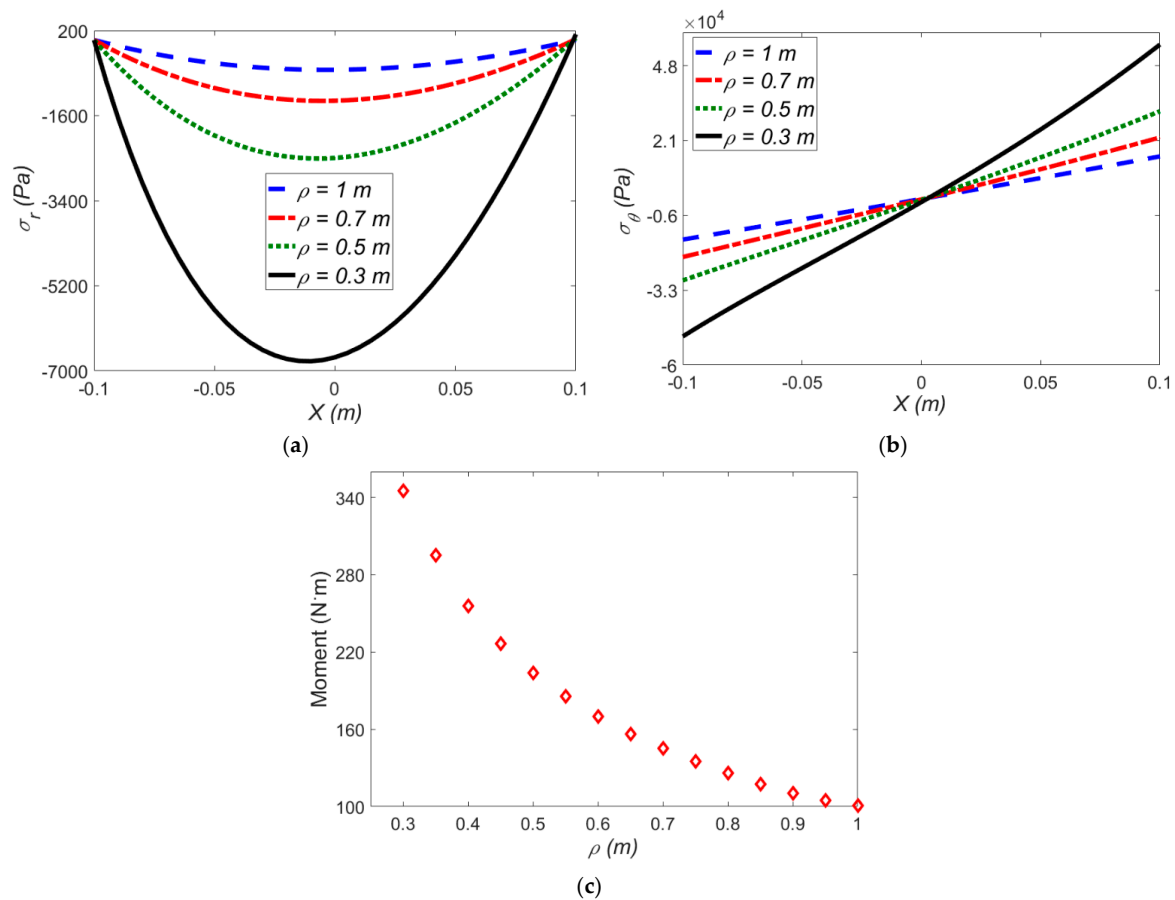 200
-1600
-3400
-5200
-7000
σr (Pa)
ρ = 1 m
ρ = 0.7 m
ρ = 0.5 m
ρ = 0.3 m
-0.1 -0.05 0 0.05 0.1
X (m)
(a)
×10⁴
4.8
2.1
-0.6
-3.3
-6
σθ (Pa)
ρ = 1 m
ρ = 0.7 m
ρ = 0.5 m
ρ = 0.3 m
-0.1 -0.05 0 0.05 0.1
X (m)
(b)
340
280
220
160
100
Moment (N·m)
0.3 0.4 0.5 0.6 0.7 0.8 0.9 1
ρ (m)
(c)